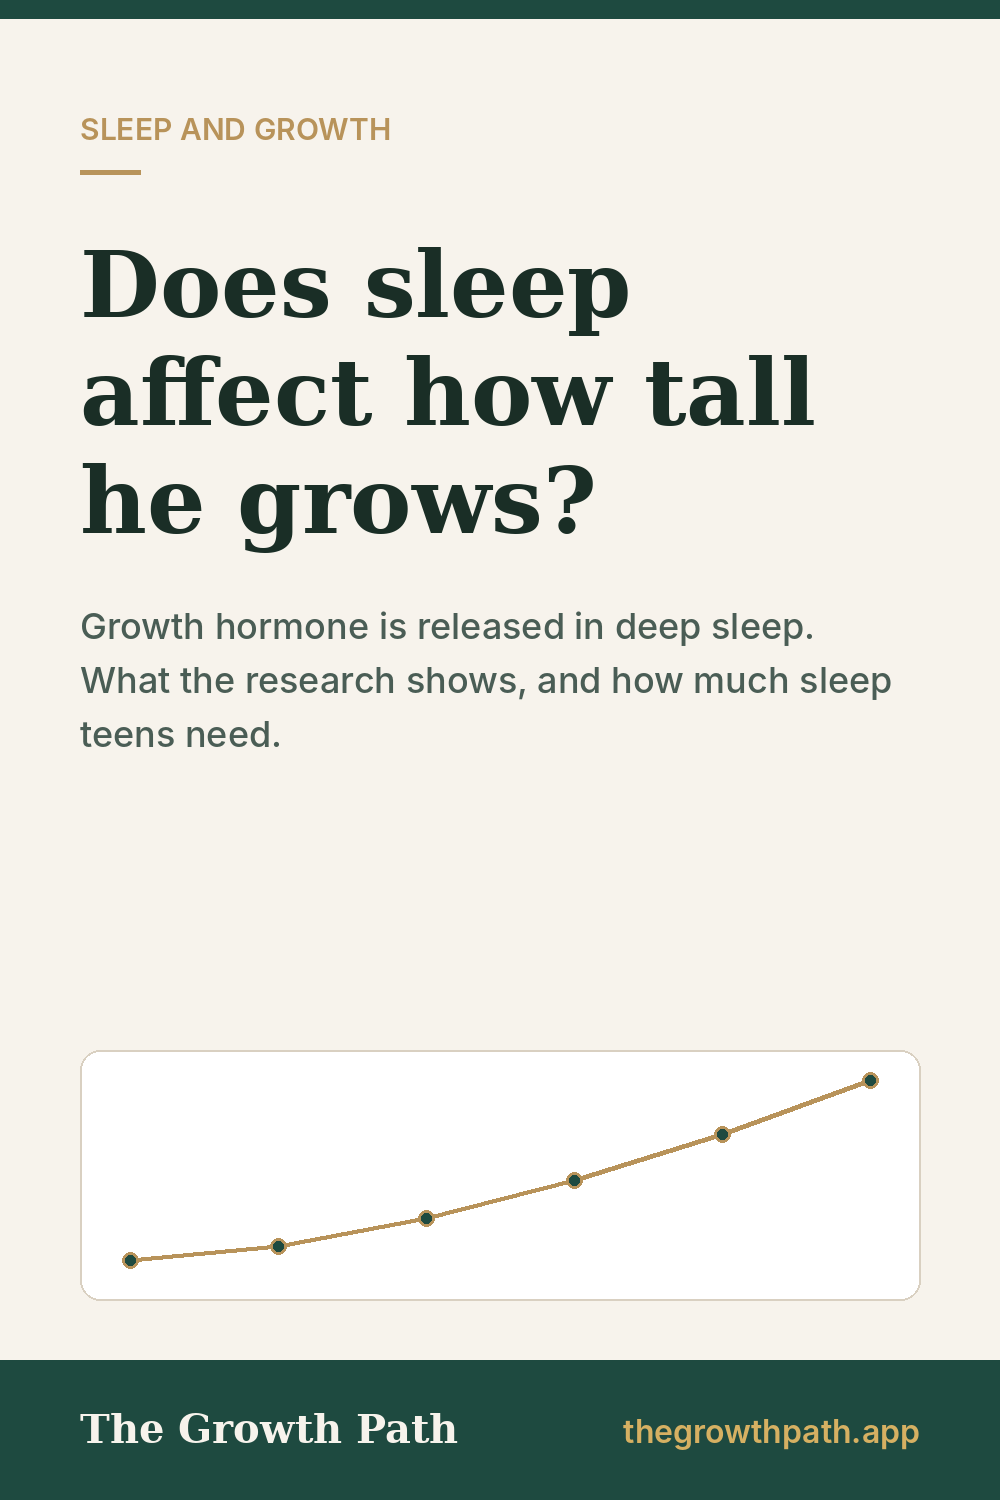 SLEEP AND GROWTH
Does sleep
affect how tall
he grows?
Growth hormone is released in deep sleep.
What the research shows, and how much sleep
teens need.
The Growth Path
thegrowthpath.app